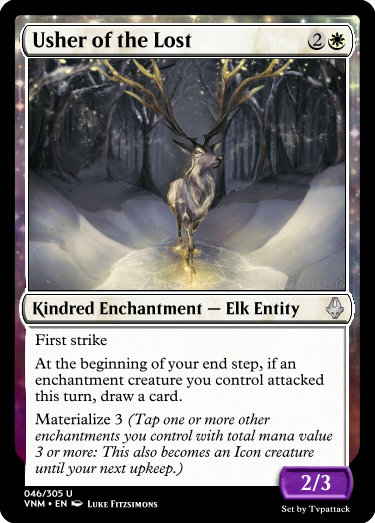 Usher of the Lost 2
Kindred Enchantment — Elk Entity
First strike
At the beginning of your end step, if an
enchantment creature you control attacked
this turn, draw a card.
Materialize 3 (Tap one or more other
enchantments you control with total mana value
3 or more: This also becomes an Icon creature
until your next upkeep.)
2/3
046/305 U
VNM • EN Luke Fitzsimons
Set by Tvpattack